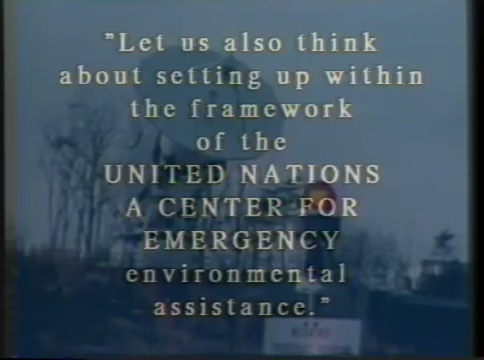 "Let us also think
about setting up within
the framework
of the
UNITED NATIONS
A CENTER FOR
EMERGENCY
environmental
assistance."